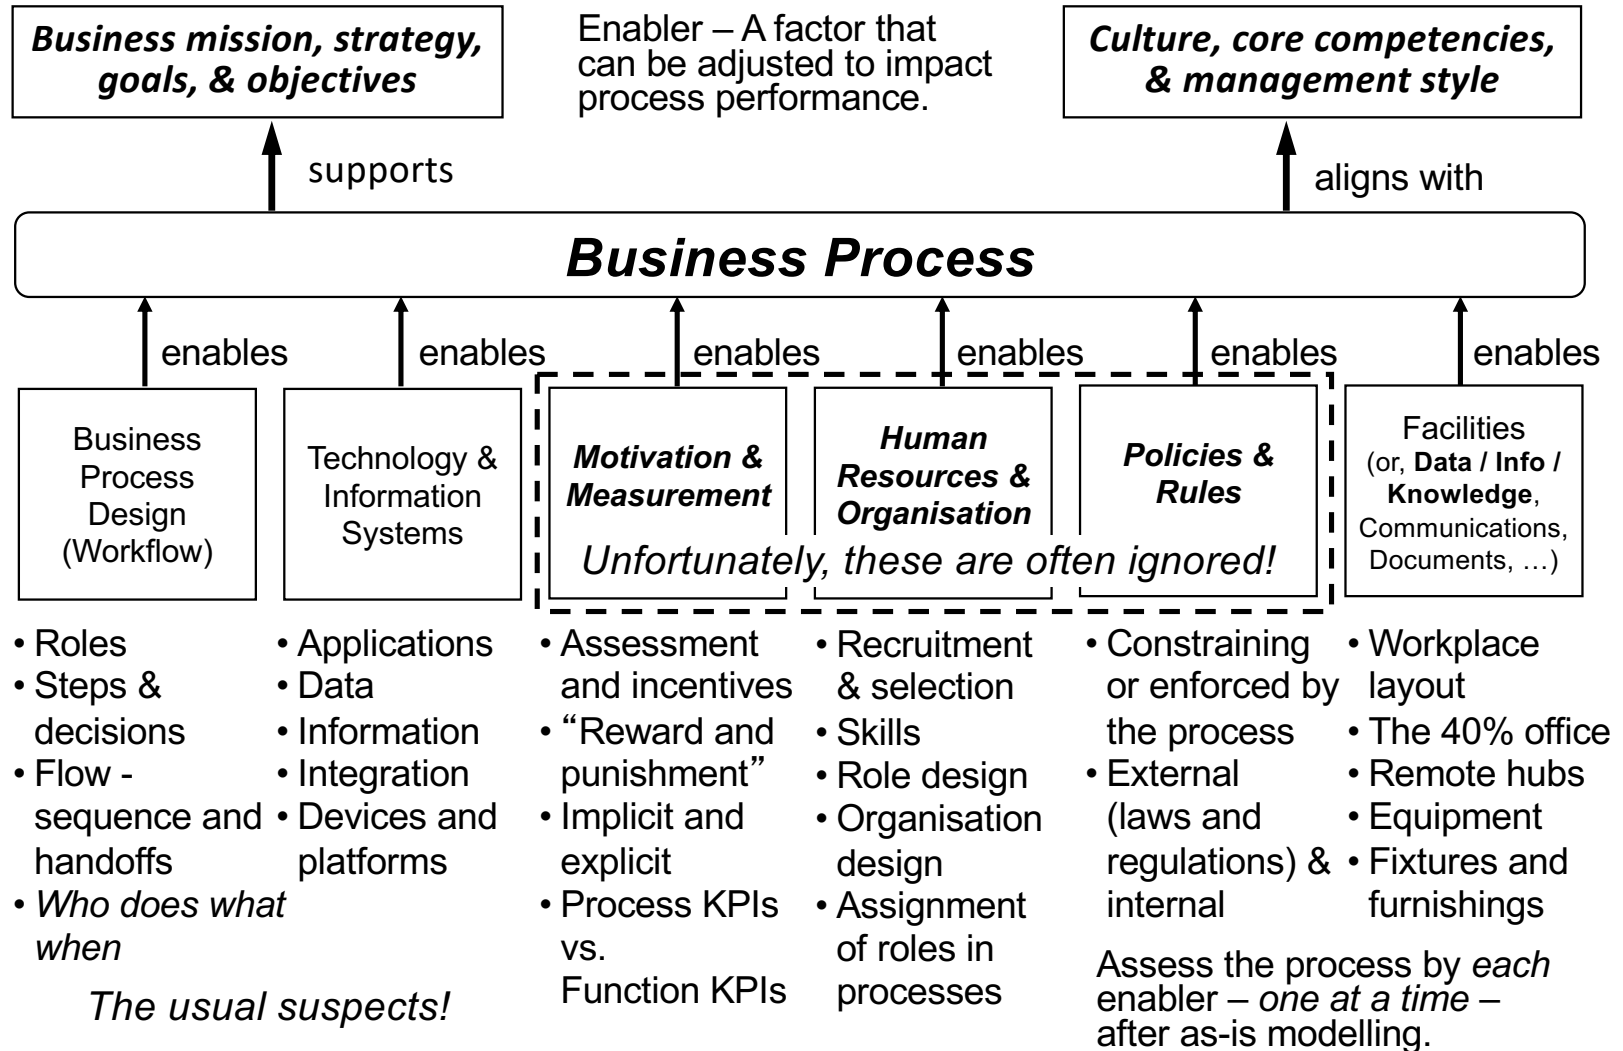 Business mission, strategy,
goals, & objectives
Enabler – A factor that
can be adjusted to impact
process performance.
Culture, core competencies,
& management style
supports
aligns with
Business Process
enables
enables
enables
enables
enables
enables
Business
Process
Design
(Workflow)
Technology &
Information
Systems
Motivation &
Measurement
Human
Resources &
Organisation
Policies &
Rules
Facilities
(or, Data / Info /
Knowledge,
Communications,
Documents, …)
Unfortunately, these are often ignored!
• Roles
• Steps &
decisions
• Flow -
sequence and
handoffs
• Who does what
when
The usual suspects!
• Applications
• Data
• Information
• Integration
• Devices and
platforms
• Assessment
and incentives
• “Reward and
punishment”
• Implicit and
explicit
• Process KPIs
vs.
Function KPIs
• Recruitment
& selection
• Skills
• Role design
• Organisation
design
• Assignment
of roles in
processes
• Constraining
or enforced by
the process
• External
(laws and
regulations) &
internal
• Workplace
layout
• The 40% office
• Remote hubs
• Equipment
• Fixtures and
furnishings
Assess the process by each
enabler – one at a time –
after as-is modelling.